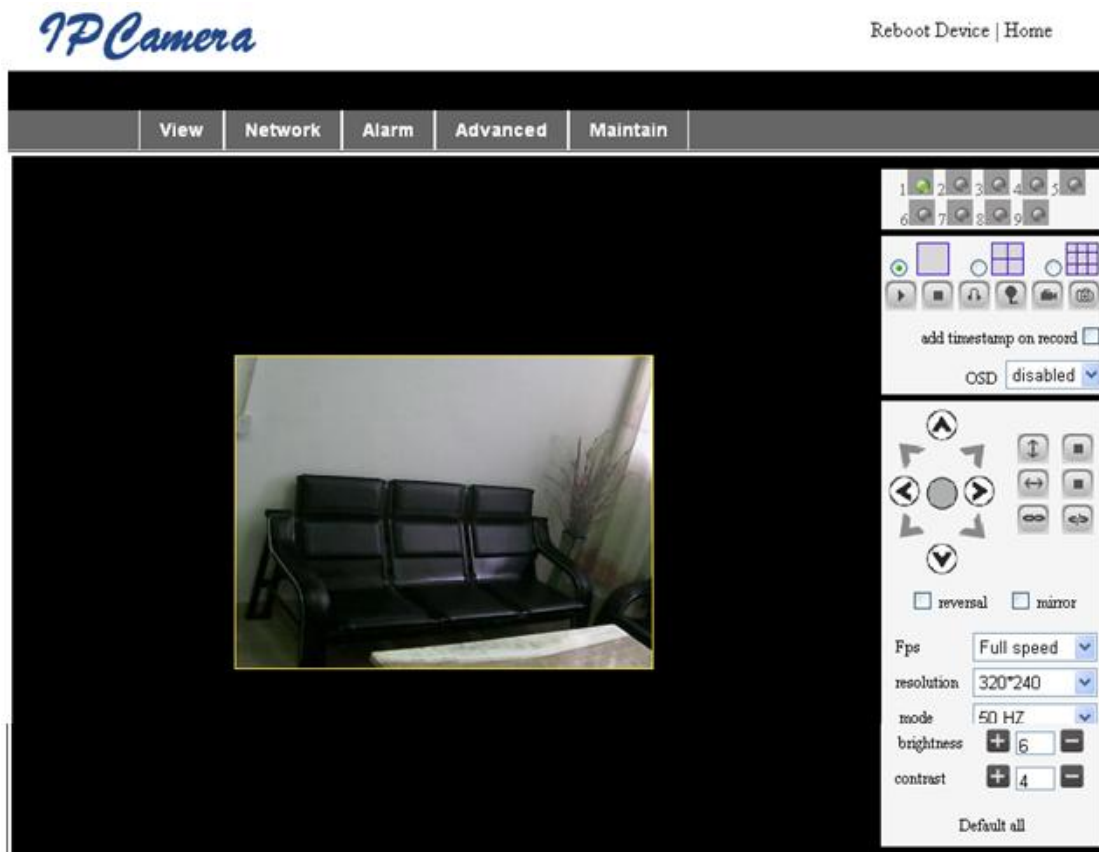 IPCamera
Reboot Device | Home
View Network Alarm Advanced Maintain
1 2 3 4 5
6 7 8 9
add timestamp on record
OSD disabled
reversal mirror
Fps Full speed
resolution 320*240
mode 50 HZ
brightness 6
contrast 4
Default all